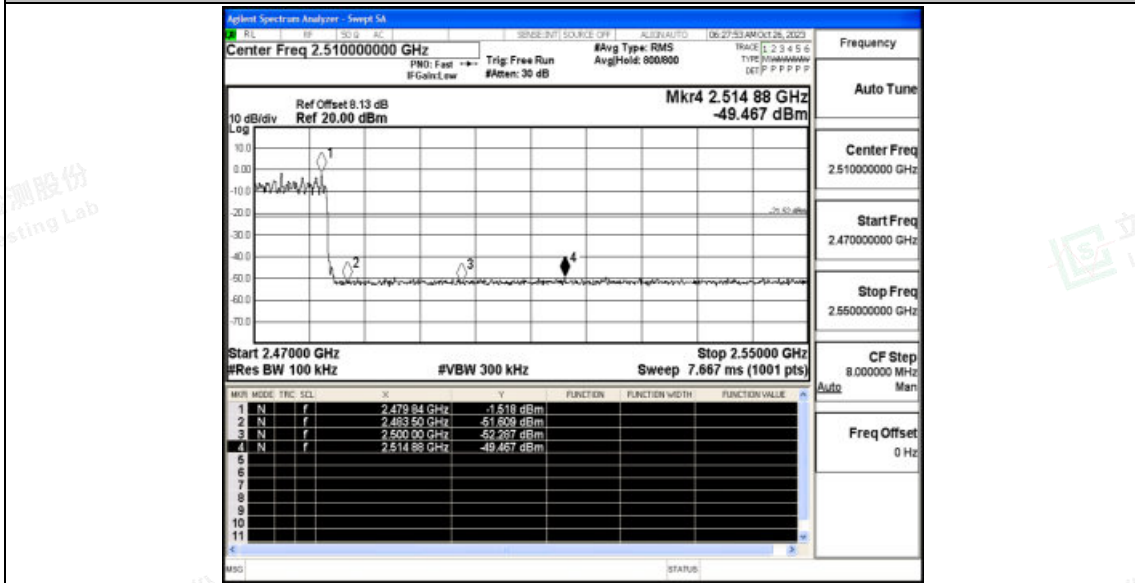 Agilent Spectrum Analyzer - Swept SA
RL RF 50 Ω AC SENSE:INT SOURCE OFF ALIGNAUTO 06:27:53 AM Oct 26, 2023
Center Freq 2.510000000 GHz #Avg Type: RMS TRACE 1 2 3 4 5 6
PNO: Fast Trig: Free Run Avg|Hold: 800/800 TYPE
IFGain:Low #Atten: 30 dB DET P P P P P P
Frequency
Auto Tune
Center Freq
2.510000000 GHz
Start Freq
2.470000000 GHz
Stop Freq
2.550000000 GHz
CF Step
8.000000 MHz
Auto Man
Freq Offset
0 Hz
Mkr4 2.514 88 GHz
-49.467 dBm
Ref Offset 8.13 dB
10 dB/div Ref 20.00 dBm
Log
10.0
0.00
-10.0
-20.0
-30.0
-40.0
-50.0
-60.0
-70.0
1
2
3
4
-21.52 dBm
Start 2.47000 GHz Stop 2.55000 GHz
#Res BW 100 kHz #VBW 300 kHz Sweep 7.667 ms (1001 pts)
MKR MODE TRC SCL X Y FUNCTION FUNCTION WIDTH FUNCTION VALUE
1 N f 2.479 84 GHz -1.518 dBm
2 N f 2.483 50 GHz -51.609 dBm
3 N f 2.500 00 GHz -52.287 dBm
4 N f 2.514 88 GHz -49.467 dBm
5
6
7
8
9
10
11
MSG STATUS
测股份
sting Lab
立